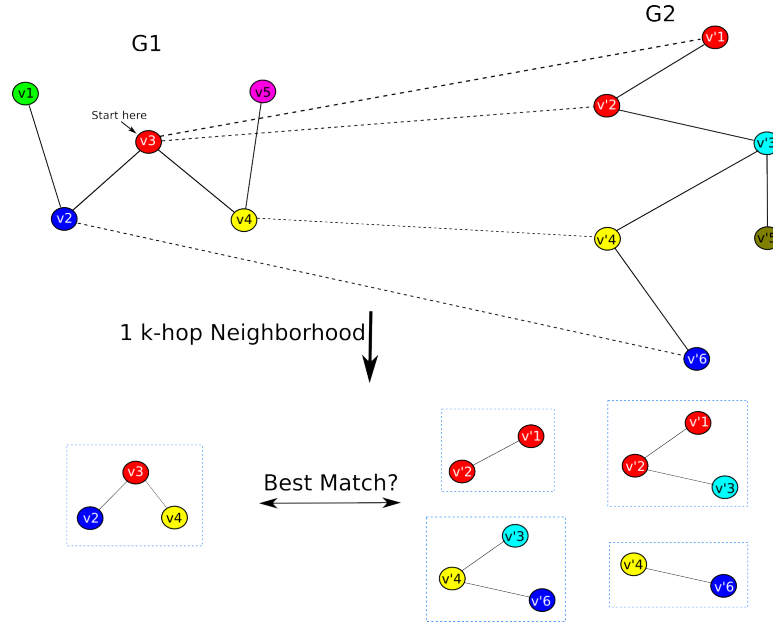 G1
G2
v'1
v1
v5
v'2
Start here
v3
v'3
v2
v4
v'4
v'5
1 k-hop Neighborhood
v'6
v'1
v'1
v'2
v3
v'2
v'3
Best Match?
v2
v4
v'3
v'4
v'4
v'6
v'6